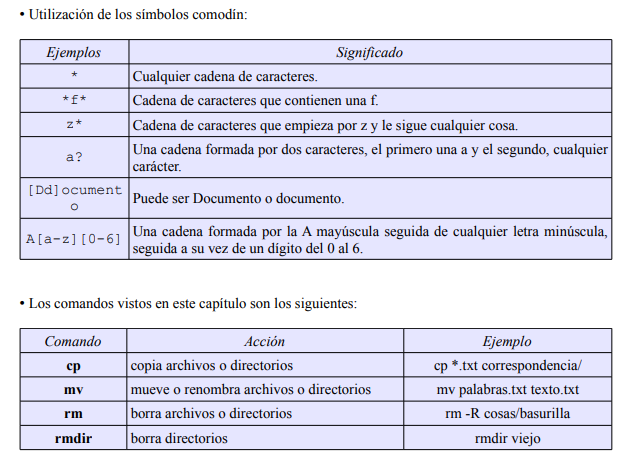 • Utilización de los símbolos comodín:
Ejemplos Significado
* Cualquier cadena de caracteres.
*f* Cadena de caracteres que contienen una f.
z* Cadena de caracteres que empieza por z y le sigue cualquier cosa.
a? Una cadena formada por dos caracteres, el primero una a y el segundo, cualquier
carácter.
[Dd]ocument
o
Puede ser Documento o documento.
A[a-z][0-6] Una cadena formada por la A mayúscula seguida de cualquier letra minúscula,
seguida a su vez de un dígito del 0 al 6.
• Los comandos vistos en este capítulo son los siguientes:
Comando Acción Ejemplo
cp copia archivos o directorios cp *.txt correspondencia/
mv mueve o renombra archivos o directorios mv palabras.txt texto.txt
rm borra archivos o directorios rm -R cosas/basurilla
rmdir borra directorios rmdir viejo